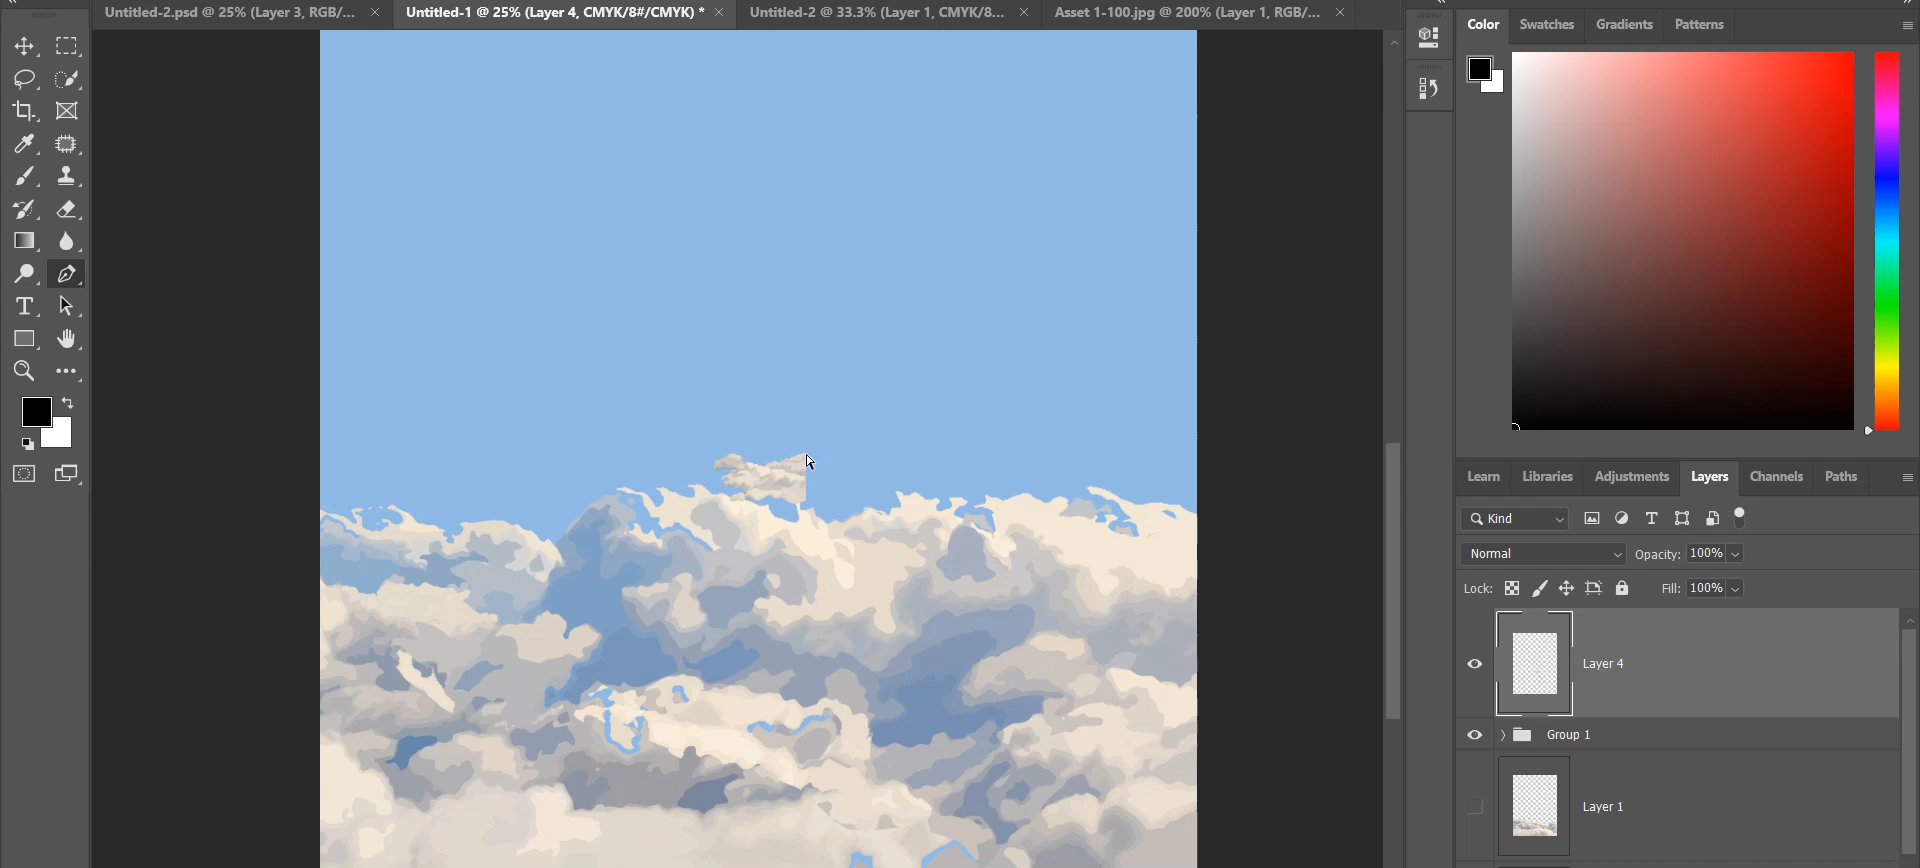 Untitled-2.psd @ 25% (Layer 3, RGB/...
Untitled-1 @ 25% (Layer 4, CMYK/8#/CMYK) *
Untitled-2 @ 33.3% (Layer 1, CMYK/8...
Asset 1-100.jpg @ 200% (Layer 1, RGB/...
Color
Swatches
Gradients
Patterns
Learn
Libraries
Adjustments
Layers
Channels
Paths
Kind
Normal
Opacity: 100%
Lock:
Fill: 100%
Layer 4
Group 1
Layer 1